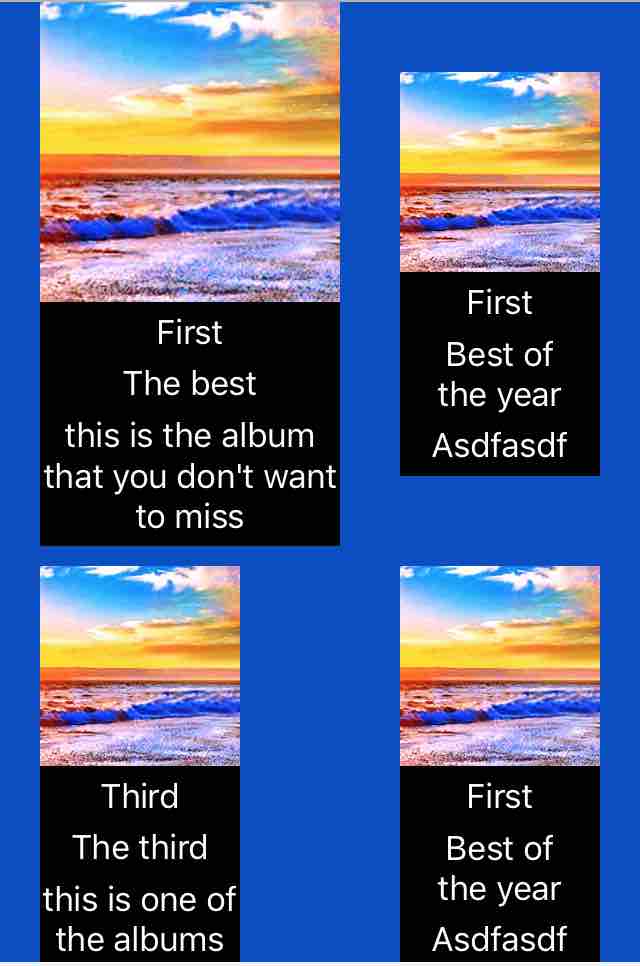 First
The best
this is the album
that you don't want
to miss
First
Best of
the year
Asdfasdf
Third
The third
this is one of
the albums
First
Best of
the year
Asdfasdf